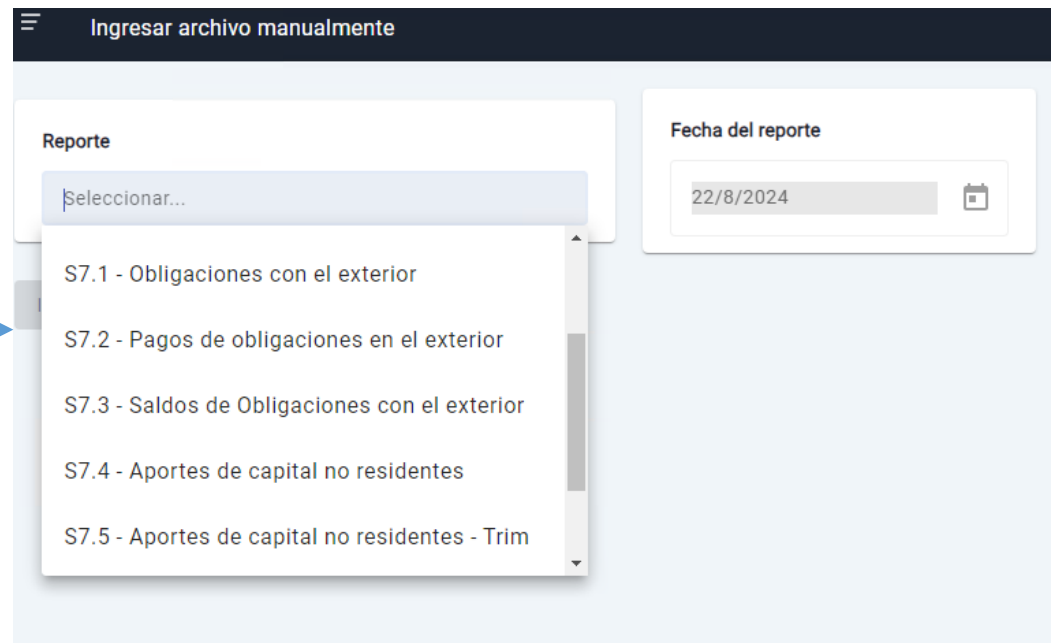 Ingresar archivo manualmente
Reporte
Seleccionar...
S7.1 - Obligaciones con el exterior
S7.2 - Pagos de obligaciones en el exterior
S7.3 - Saldos de Obligaciones con el exterior
S7.4 - Aportes de capital no residentes
S7.5 - Aportes de capital no residentes - Trim
Fecha del reporte
22/8/2024